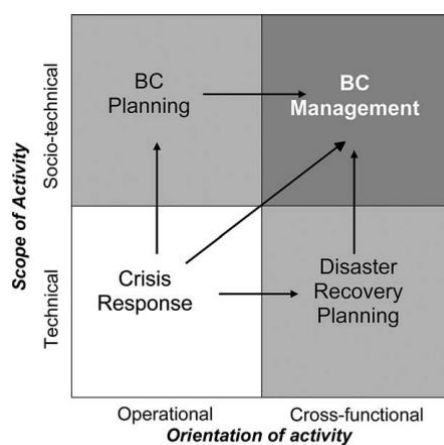 BC
Planning
BC
Management
Crisis
Response
Disaster
Recovery
Planning
Scope of Activity
Socio-technical
Technical
Operational
Cross-functional
Orientation of activity